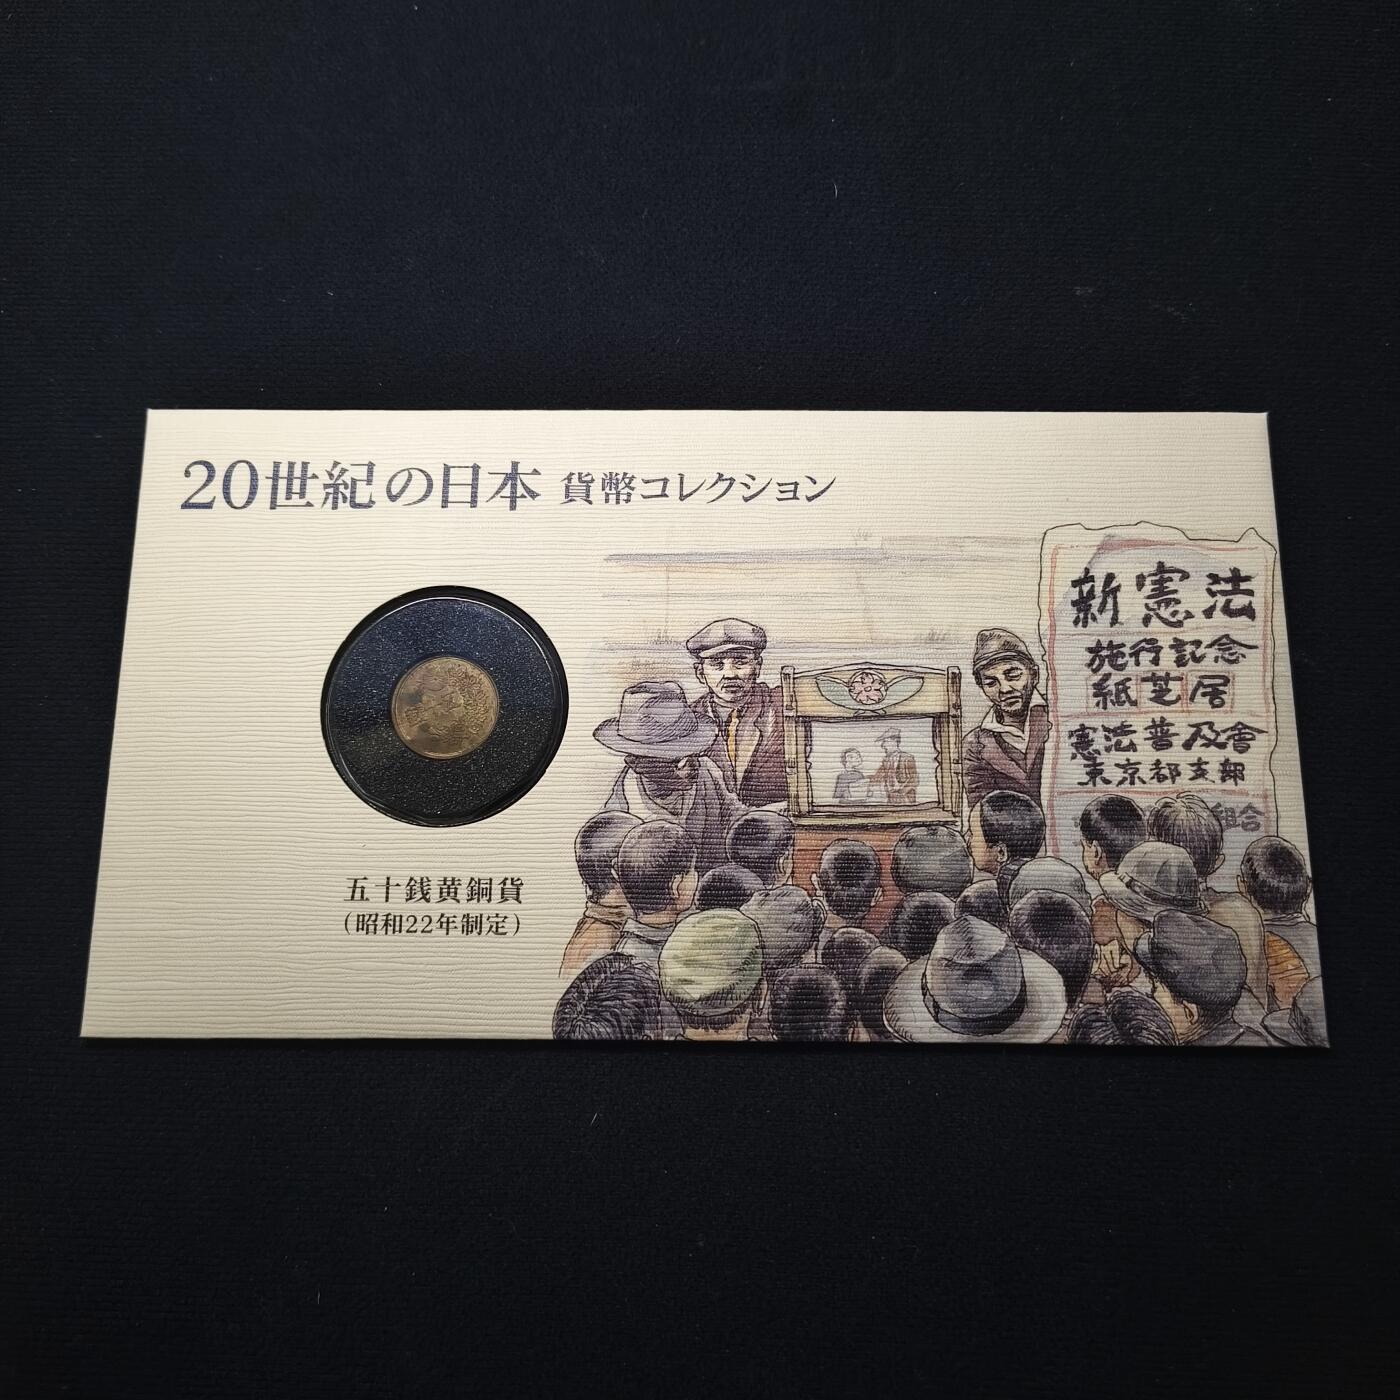 20世紀の日本 貨幣コレクション
新憲法
施行記念
紙芝居
憲法普及會
東京都支部
組合
五十銭黄銅貨
(昭和22年制定)